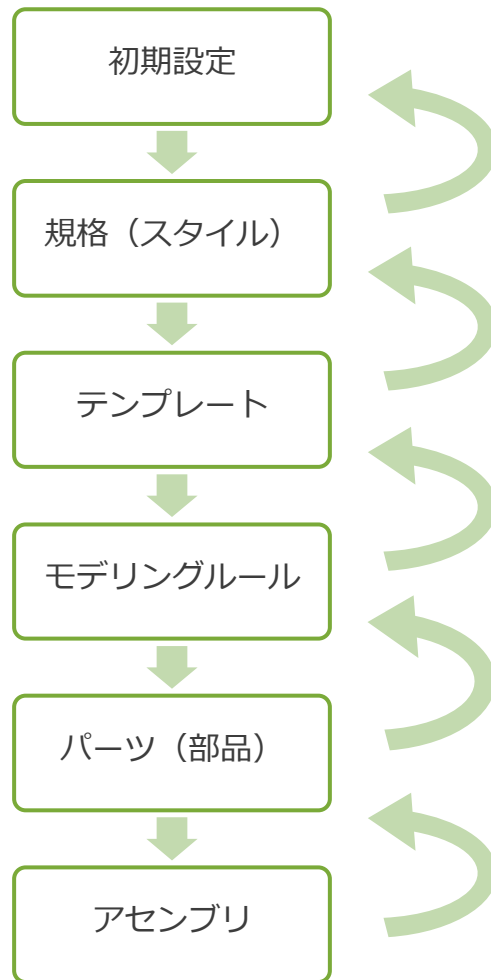 初期設定
規格（スタイル）
テンプレート
モデリングルール
パーツ（部品）
アセンブリ